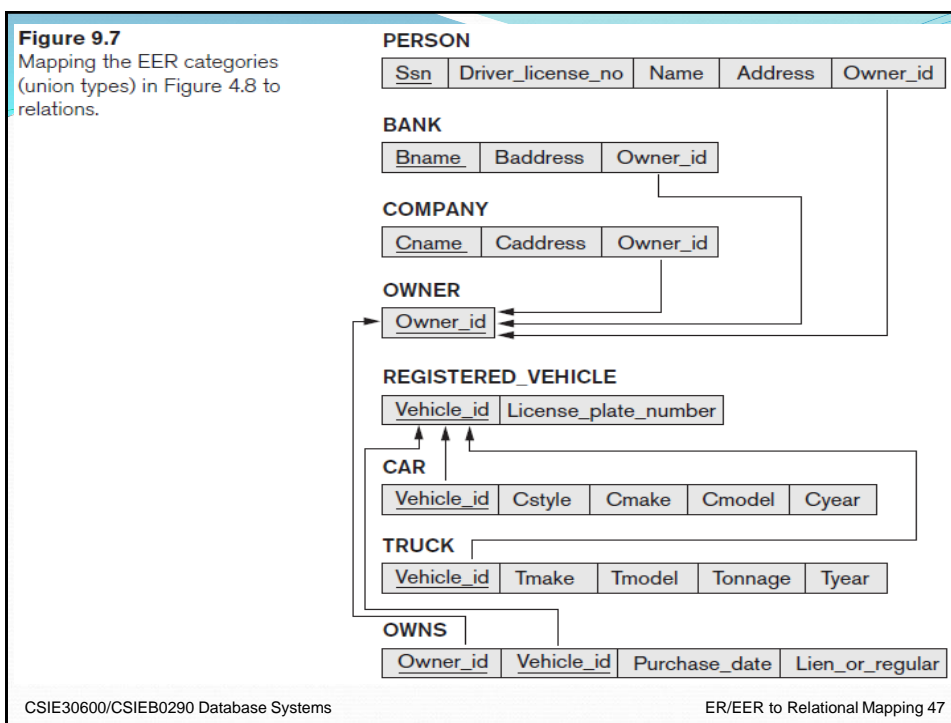 Figure 9.7
Mapping the EER categories
(union types) in Figure 4.8 to
relations.
PERSON
Ssn Driver_license_no Name Address Owner_id
BANK
Bname Baddress Owner_id
COMPANY
Cname Caddress Owner_id
OWNER
Owner_id
REGISTERED_VEHICLE
Vehicle_id License_plate_number
CAR
Vehicle_id Cstyle Cmake Cmodel Cyear
TRUCK
Vehicle_id Tmake Tmodel Tonnage Tyear
OWNS
Owner_id Vehicle_id Purchase_date Lien_or_regular
CSIE30600/CSIEB0290 Database Systems ER/EER to Relational Mapping 47